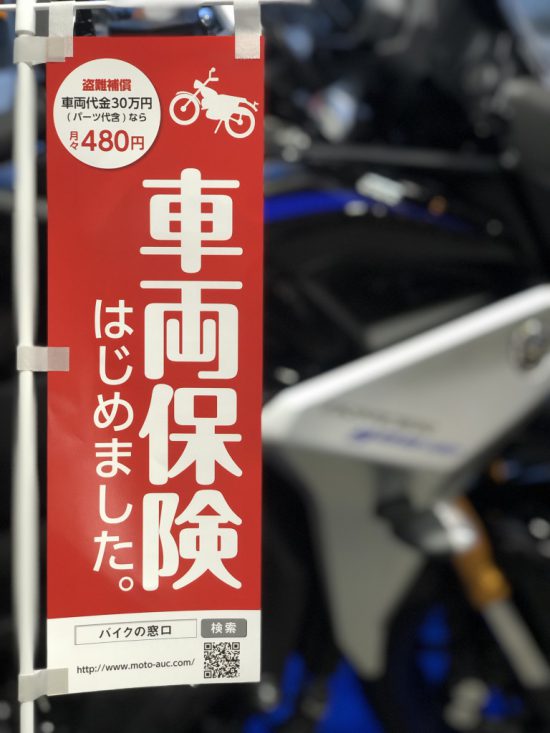 盗難補償
車両代金30万円
(パーツ代含)なら
月々480円
車両保険
はじめました。
バイクの窓口 検索
http://www.moto-auc.com/